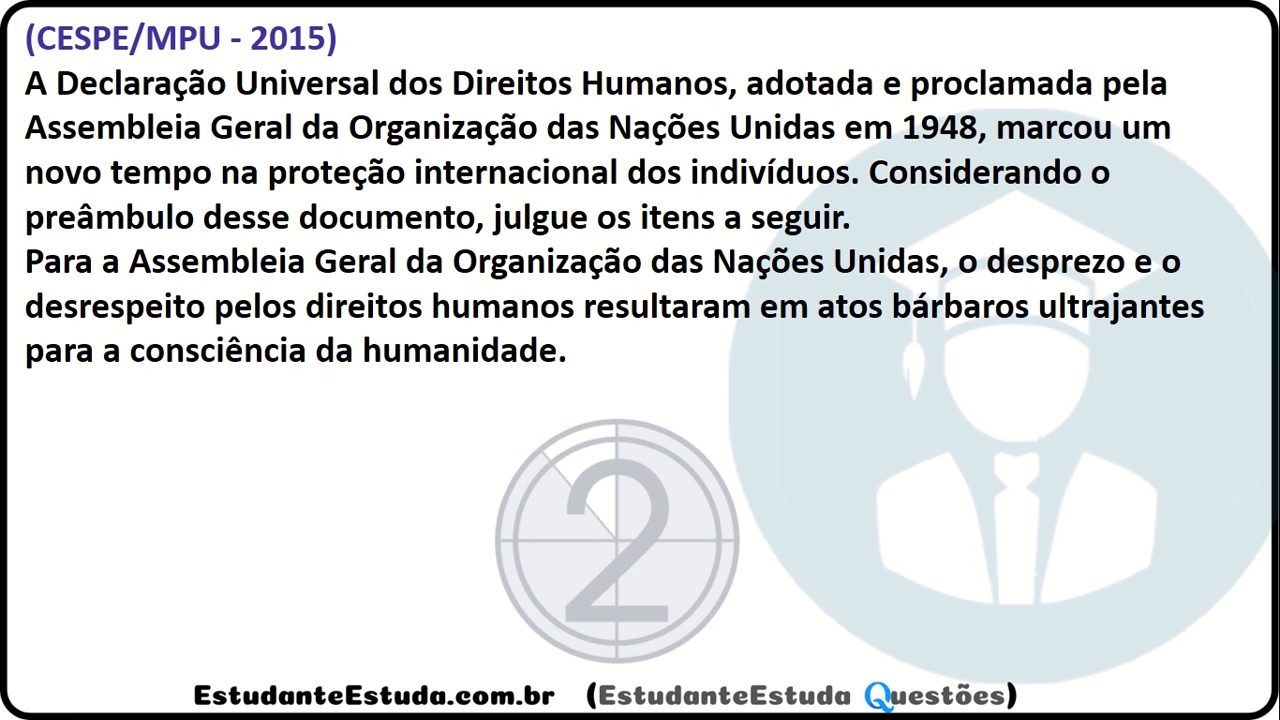 (CESPE/MPU - 2015)
A Declaração Universal dos Direitos Humanos, adotada e proclamada pela
Assembleia Geral da Organização das Nações Unidas em 1948, marcou um
novo tempo na proteção internacional dos indivíduos. Considerando o
preâmbulo desse documento, julgue os itens a seguir.
Para a Assembleia Geral da Organização das Nações Unidas, o desprezo e o
desrespeito pelos direitos humanos resultaram em atos bárbaros ultrajantes
para a consciência da humanidade.
2
EstudanteEstuda.com.br (EstudanteEstuda Questões)